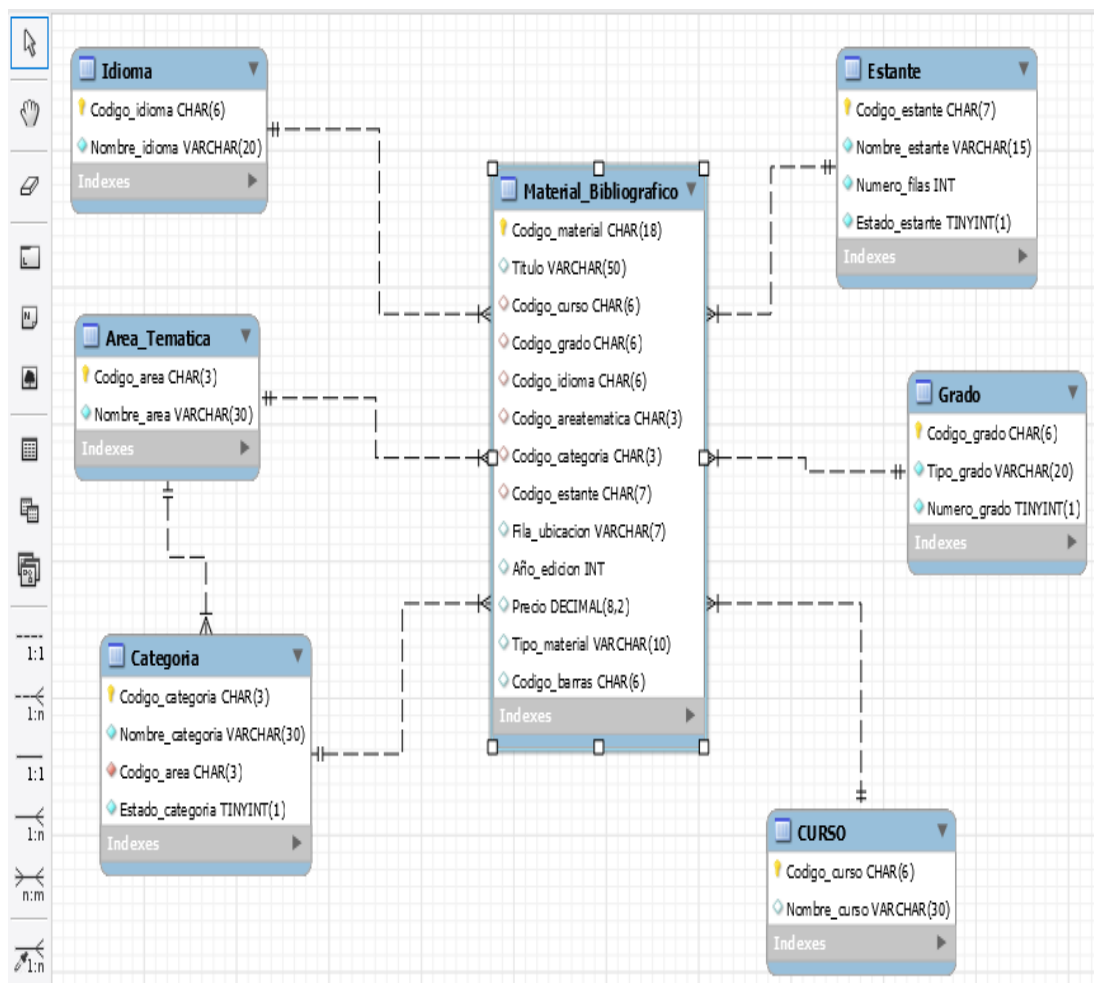 Idioma
Codigo_idioma CHAR(6)
Nombre_idioma VARCHAR(20)
Indexes
Estante
Codigo_estante CHAR(7)
Nombre_estante VARCHAR(15)
Numero_filas INT
Estado_estante TINYINT(1)
Indexes
Material_Bibliografico
Codigo_material CHAR(18)
Titulo VARCHAR(50)
Codigo_curso CHAR(6)
Codigo_grado CHAR(6)
Codigo_idioma CHAR(6)
Codigo_areatematica CHAR(3)
Codigo_categoria CHAR(3)
Codigo_estante CHAR(7)
Fila_ubicacion VARCHAR(7)
Año_edicion INT
Precio DECIMAL(8,2)
Tipo_material VARCHAR(10)
Codigo_barras CHAR(6)
Indexes
Area_Tematica
Codigo_area CHAR(3)
Nombre_area VARCHAR(30)
Indexes
Grado
Codigo_grado CHAR(6)
Tipo_grado VARCHAR(20)
Numero_grado TINYINT(1)
Indexes
Categoria
Codigo_categoria CHAR(3)
Nombre_categoria VARCHAR(30)
Codigo_area CHAR(3)
Estado_categoria TINYINT(1)
Indexes
CURSO
Codigo_curso CHAR(6)
Nombre_curso VARCHAR(30)
Indexes
1:1
1:n
1:1
1:n
n:m
1:n